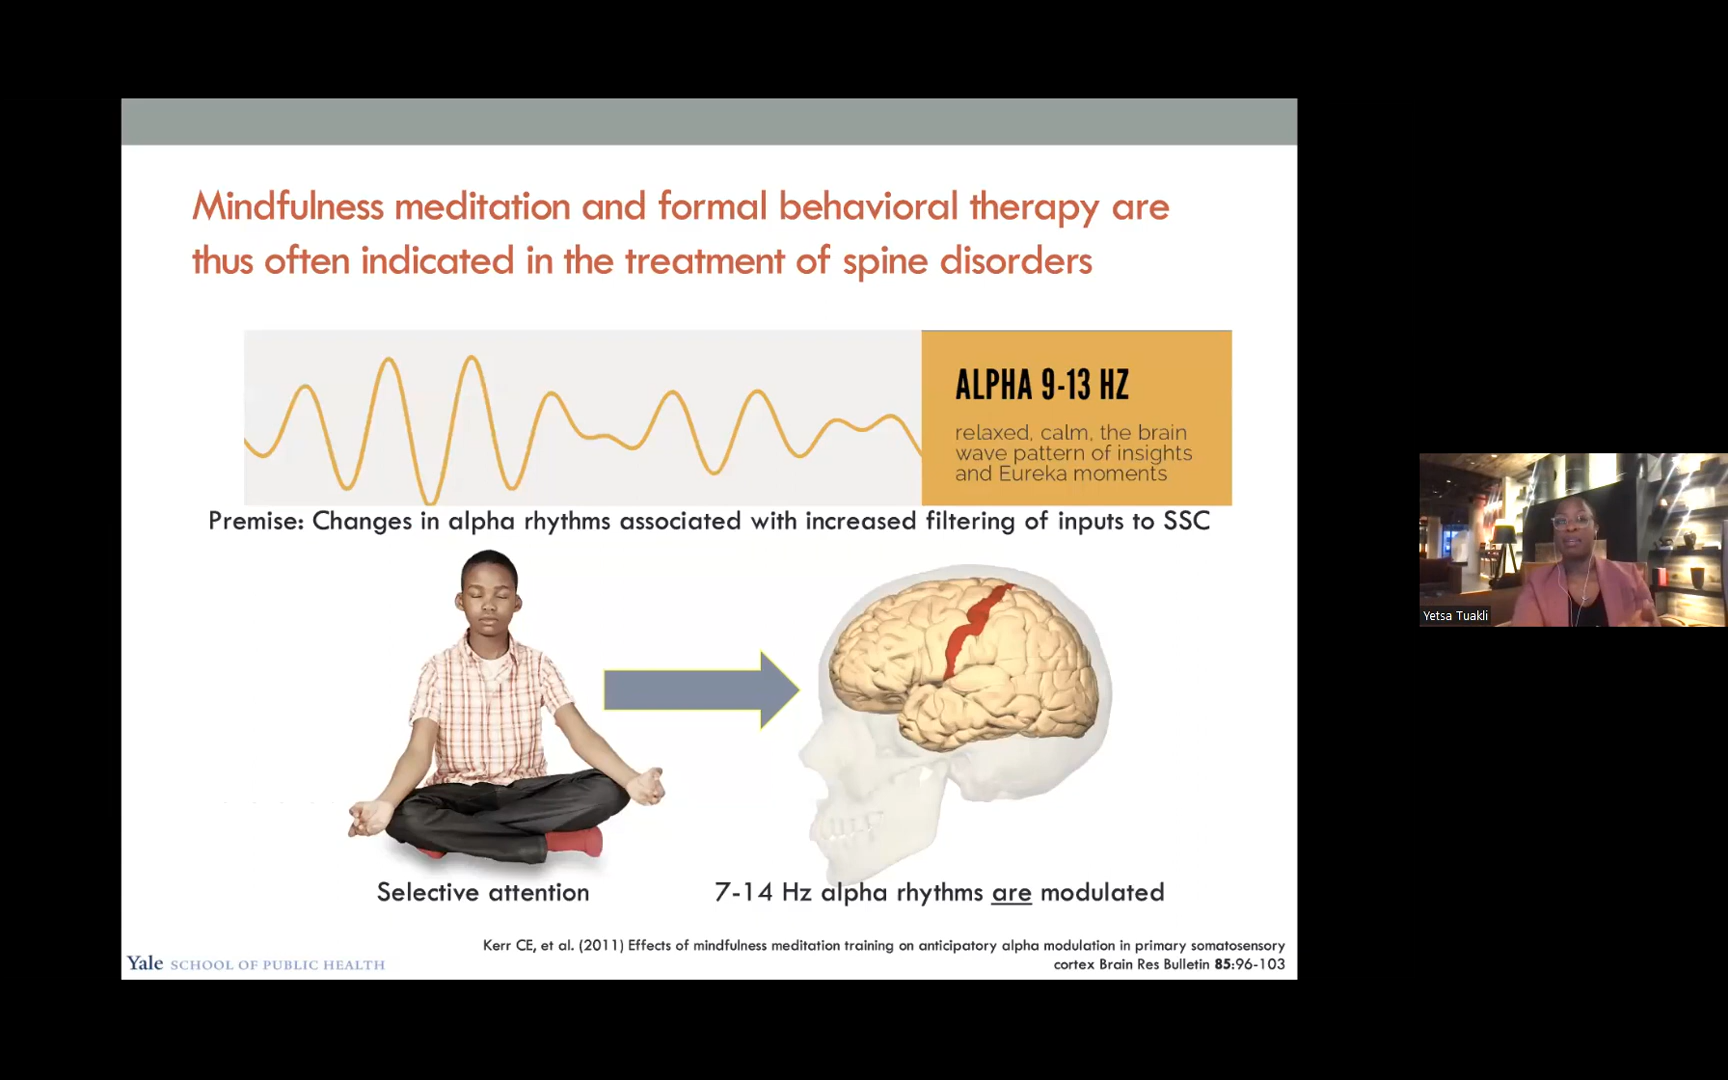 Mindfulness meditation and formal behavioral therapy are
thus often indicated in the treatment of spine disorders
ALPHA 9-13 HZ
relaxed, calm, the brain
wave pattern of insights
and Eureka moments
Premise: Changes in alpha rhythms associated with increased filtering of inputs to SSC
Selective attention
7-14 Hz alpha rhythms are modulated
Kerr CE, et al. (2011) Effects of mindfulness meditation training on anticipatory alpha modulation in primary somatosensory
cortex Brain Res Bulletin 85:96-103
Yale SCHOOL OF PUBLIC HEALTH
Yetsa Tuakli